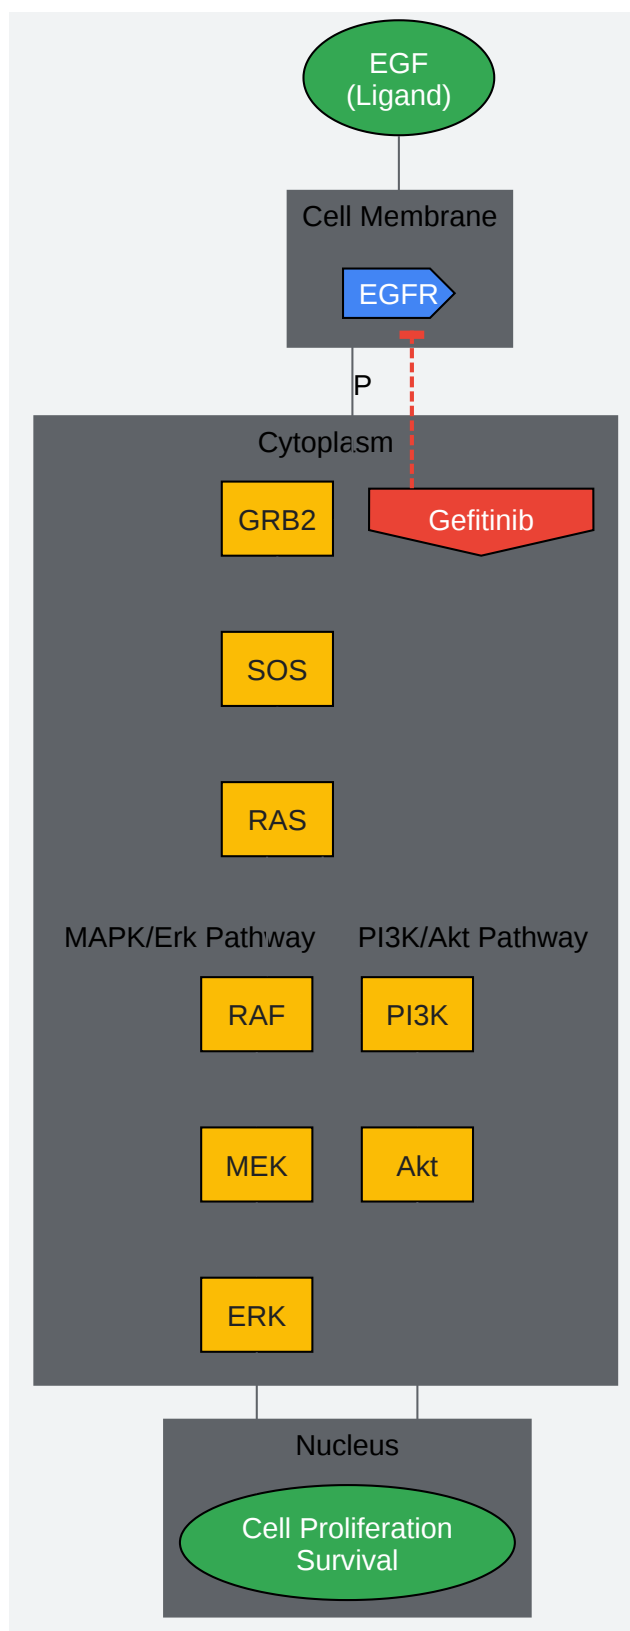 EGF
(Ligand)
Cell Membrane
EGFR
P
Cytoplasm
GRB2
Gefitinib
SOS
RAS
MAPK/Erk Pathway
PI3K/Akt Pathway
RAF
PI3K
MEK
Akt
ERK
Nucleus
Cell Proliferation
Survival